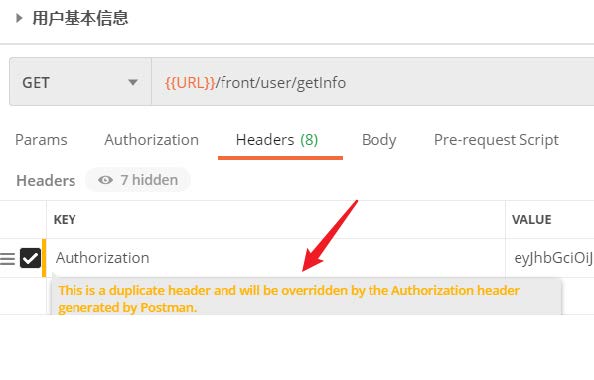 用户基本信息
GET {{URL}}/front/user/getInfo
Params Authorization Headers (8) Body Pre-request Script
Headers 7 hidden
KEY VALUE
Authorization eyJhbGciOiJ
This is a duplicate header and will be overridden by the Authorization header
generated by Postman.